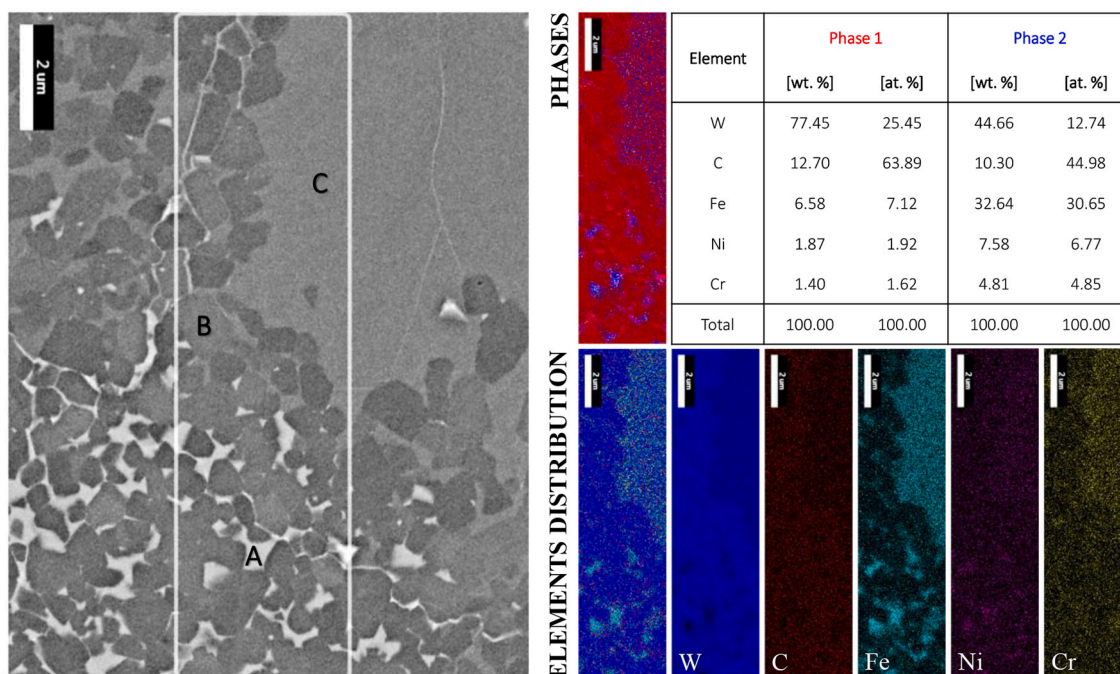 2 um
C
B
A
PHASES
2 um
Element Phase 1 Phase 2
[wt. %] [at. %] [wt. %] [at. %]
W 77.45 25.45 44.66 12.74
C 12.70 63.89 10.30 44.98
Fe 6.58 7.12 32.64 30.65
Ni 1.87 1.92 7.58 6.77
Cr 1.40 1.62 4.81 4.85
Total 100.00 100.00 100.00 100.00
ELEMENTS DISTRIBUTION
2 um
2 um
2 um
2 um
2 um
2 um
W C Fe Ni Cr